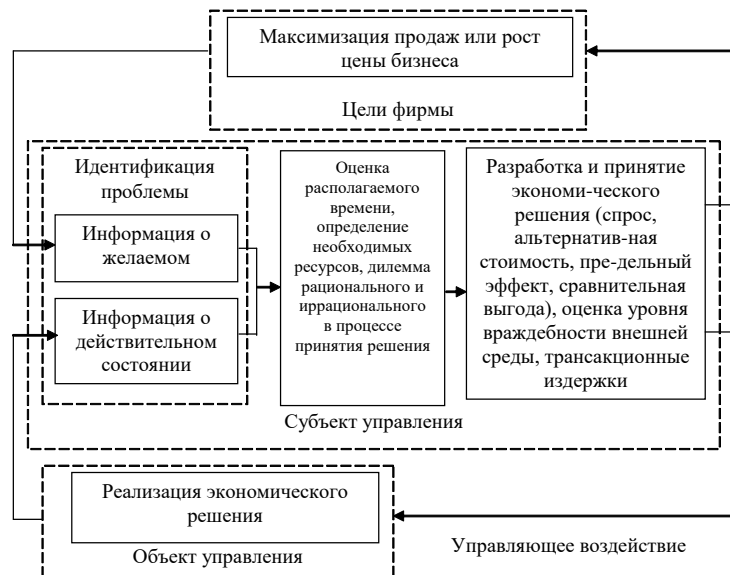 Максимизация продаж или рост
цены бизнеса
Цели фирмы
Идентификация
проблемы
Информация о
желаемом
Информация о
действительном
состоянии
Оценка
располагаемого
времени,
определение
необходимых
ресурсов, дилемма
рационального и
иррационального
в процессе
принятия решения
Разработка и принятие
экономи-ческого
решения (спрос,
альтернатив-ная
стоимость, пре-дельный
эффект, сравнительная
выгода), оценка уровня
враждебности внешней
среды, трансакционные
издержки
Субъект управления
Реализация экономического
решения
Объект управления
Управляющее воздействие